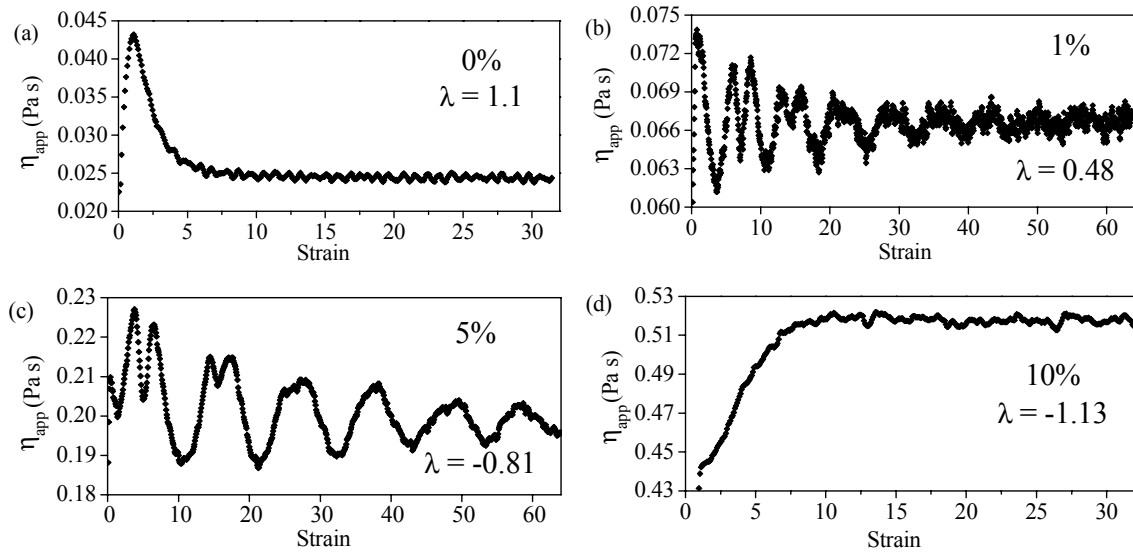 (a)
0.045
0.040
0.035
0.030
0.025
0.020
η_app (Pa s)
0%
λ = 1.1
0 5 10 15 20 25 30
Strain
(b)
0.075
0.072
0.069
0.066
0.063
0.060
η_app (Pa s)
1%
λ = 0.48
0 10 20 30 40 50 60
Strain
(c)
0.23
0.22
0.21
0.20
0.19
0.18
η_app (Pa s)
5%
λ = -0.81
0 10 20 30 40 50 60
Strain
(d)
0.53
0.51
0.49
0.47
0.45
0.43
η_app (Pa s)
10%
λ = -1.13
0 5 10 15 20 25 30
Strain